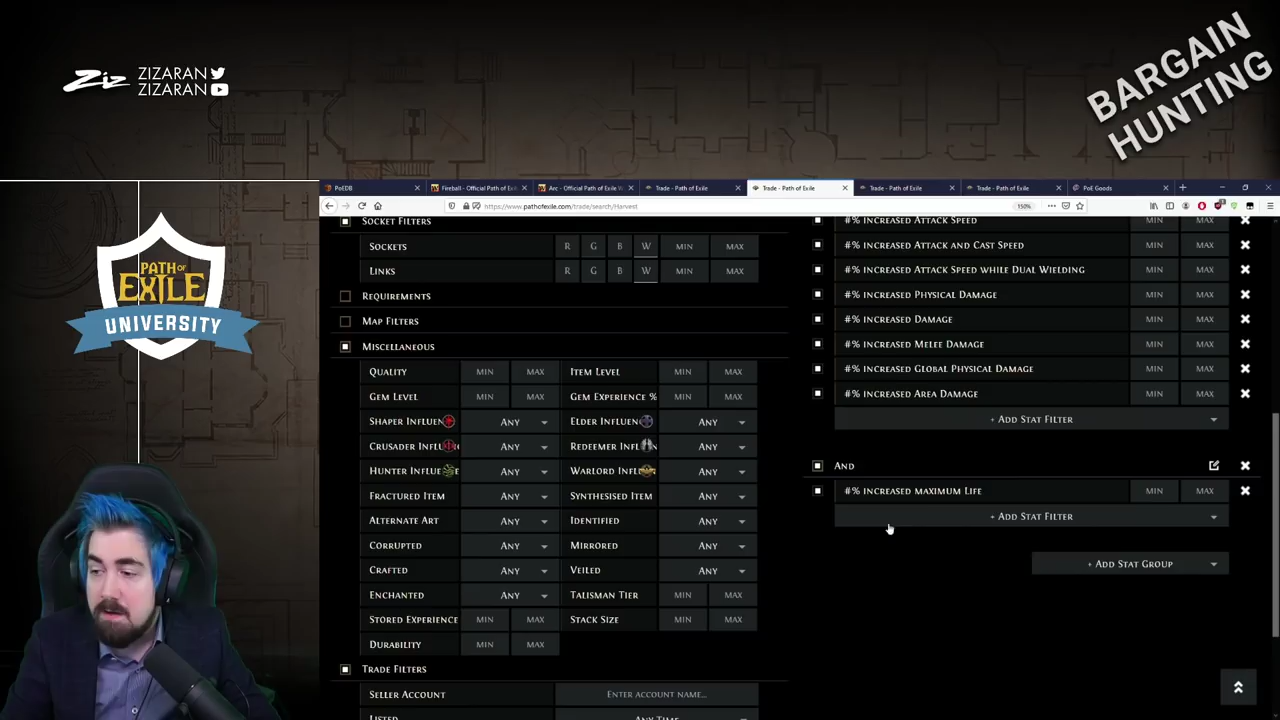 Ziz ZIZARAN
ZIZARAN
BARGAIN
HUNTING
PATH OF
EXILE
UNIVERSITY
PoEDB
Fireball - Official Path of Exile
Arc - Official Path of Exile W
Trade - Path of Exile
Trade - Path of Exile
Trade - Path of Exile
Trade - Path of Exile
PoE Goods
https://www.pathofexile.com/trade/search/Harvest
150%
SOCKET FILTERS
SOCKETS R G B W MIN MAX
LINKS R G B W MIN MAX
REQUIREMENTS
MAP FILTERS
MISCELLANEOUS
QUALITY MIN MAX ITEM LEVEL MIN MAX
GEM LEVEL MIN MAX GEM EXPERIENCE % MIN MAX
SHAPER INFLUEN ANY ELDER INFLUEN ANY
CRUSADER INFLU ANY REDEEMER INFL ANY
HUNTER INFLUE ANY WARLORD INFLU ANY
FRACTURED ITEM ANY SYNTHESISED ITEM ANY
ALTERNATE ART ANY IDENTIFIED ANY
CORRUPTED ANY MIRRORED ANY
CRAFTED ANY VEILED ANY
ENCHANTED ANY TALISMAN TIER MIN MAX
STORED EXPERIENCE MIN MAX STACK SIZE MIN MAX
DURABILITY MIN MAX
TRADE FILTERS
SELLER ACCOUNT ENTER ACCOUNT NAME...
LISTED ANY TIME
#% INCREASED ATTACK SPEED MIN MAX
#% INCREASED ATTACK AND CAST SPEED MIN MAX
#% INCREASED ATTACK SPEED WHILE DUAL WIELDING MIN MAX
#% INCREASED PHYSICAL DAMAGE MIN MAX
#% INCREASED DAMAGE MIN MAX
#% INCREASED MELEE DAMAGE MIN MAX
#% INCREASED GLOBAL PHYSICAL DAMAGE MIN MAX
#% INCREASED AREA DAMAGE MIN MAX
+ ADD STAT FILTER
AND
#% INCREASED MAXIMUM LIFE MIN MAX
+ ADD STAT FILTER
+ ADD STAT GROUP